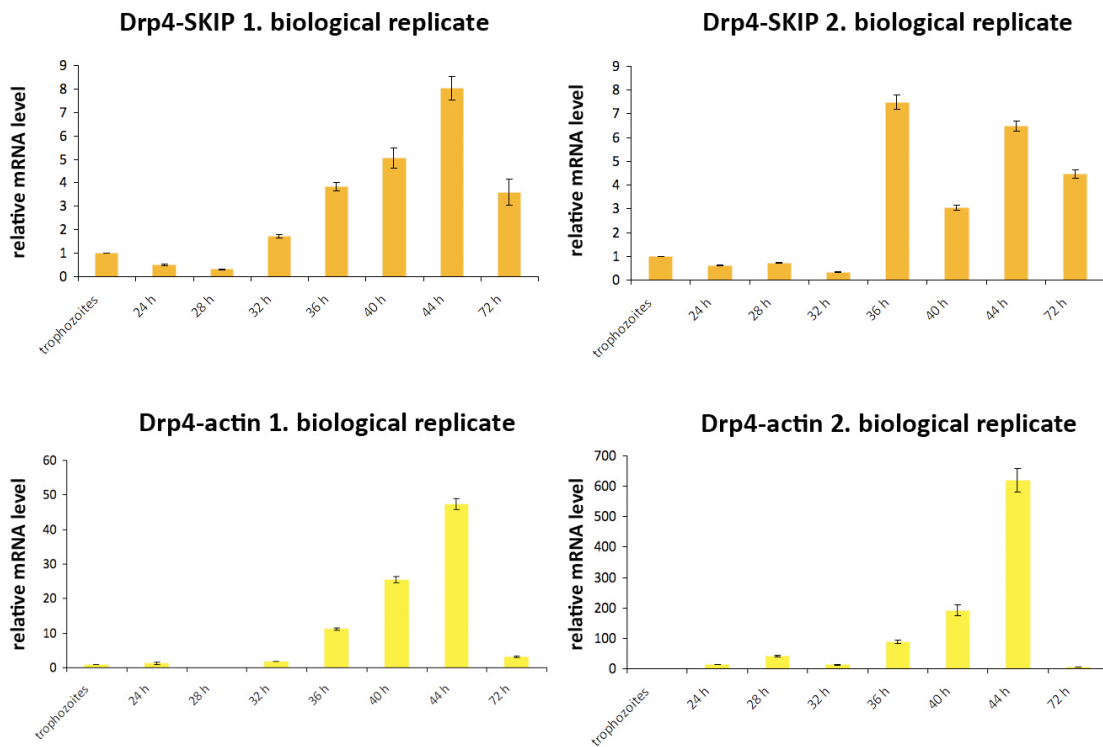 Drp4-SKIP 1. biological replicate
relative mRNA level
9
8
7
6
5
4
3
2
1
0
trophozoites
24 h
28 h
32 h
36 h
40 h
44 h
72 h
Drp4-SKIP 2. biological replicate
relative mRNA level
9
8
7
6
5
4
3
2
1
0
trophozoites
24 h
28 h
32 h
36 h
40 h
44 h
72 h
Drp4-actin 1. biological replicate
relative mRNA level
60
50
40
30
20
10
0
trophozoites
24 h
28 h
32 h
36 h
40 h
44 h
72 h
Drp4-actin 2. biological replicate
relative mRNA level
700
600
500
400
300
200
100
0
trophozoites
24 h
28 h
32 h
36 h
40 h
44 h
72 h